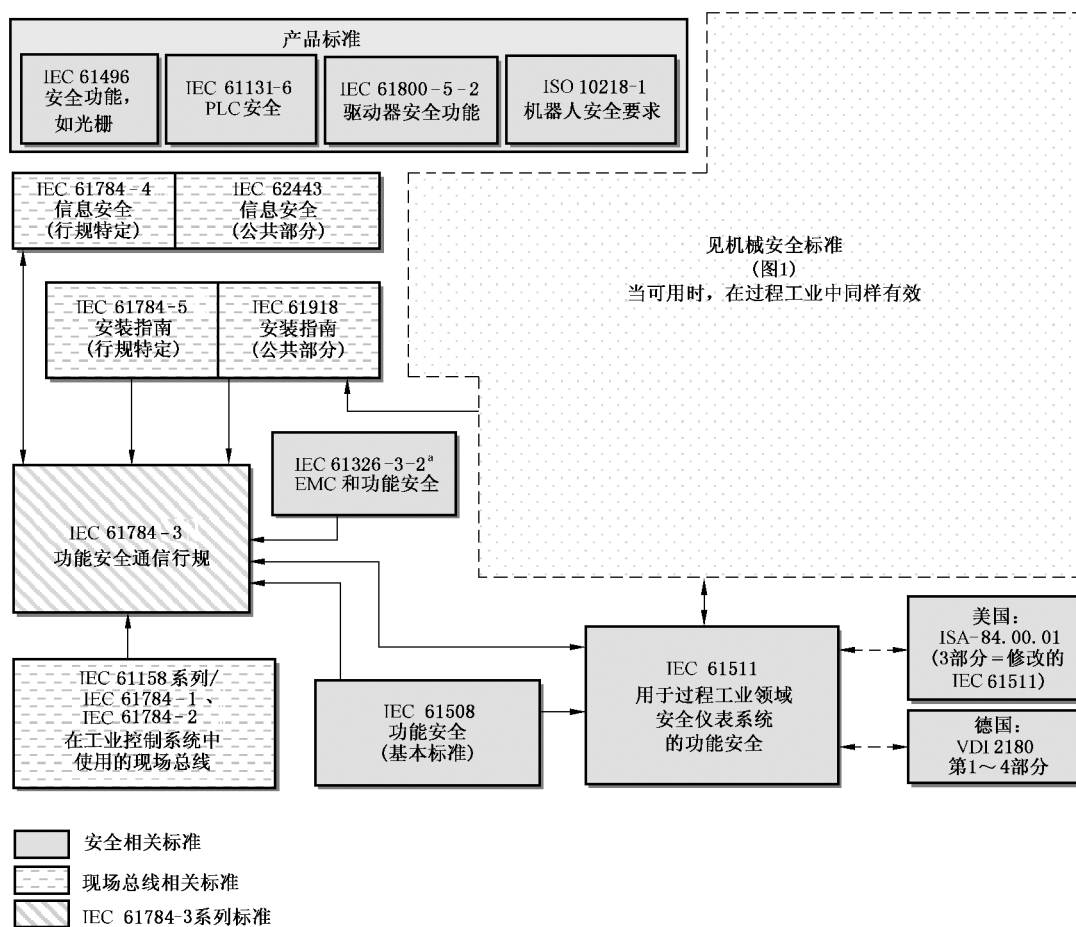 产品标准
IEC 61496
安全功能,
如光栅
IEC 61131-6
PLC安全
IEC 61800-5-2
驱动器安全功能
ISO 10218-1
机器人安全要求
IEC 61784-4
信息安全
(行规特定)
IEC 62443
信息安全
(公共部分)
见机械安全标准
(图1)
当可用时，在过程工业中同样有效
IEC 61784-5
安装指南
(行规特定)
IEC 61918
安装指南
(公共部分)
IEC 61326-3-2ᵃ
EMC和功能安全
IEC 61784-3
功能安全通信行规
IEC 61158系列/
IEC 61784-1、
IEC 61784-2
在工业控制系统中
使用的现场总线
IEC 61508
功能安全
(基本标准)
IEC 61511
用于过程工业领域
安全仪表系统
的功能安全
美国：
ISA-84.00.01
(3部分=修改的
IEC 61511)
德国：
VDI 2180
第1～4部分
安全相关标准
现场总线相关标准
IEC 61784-3系列标准